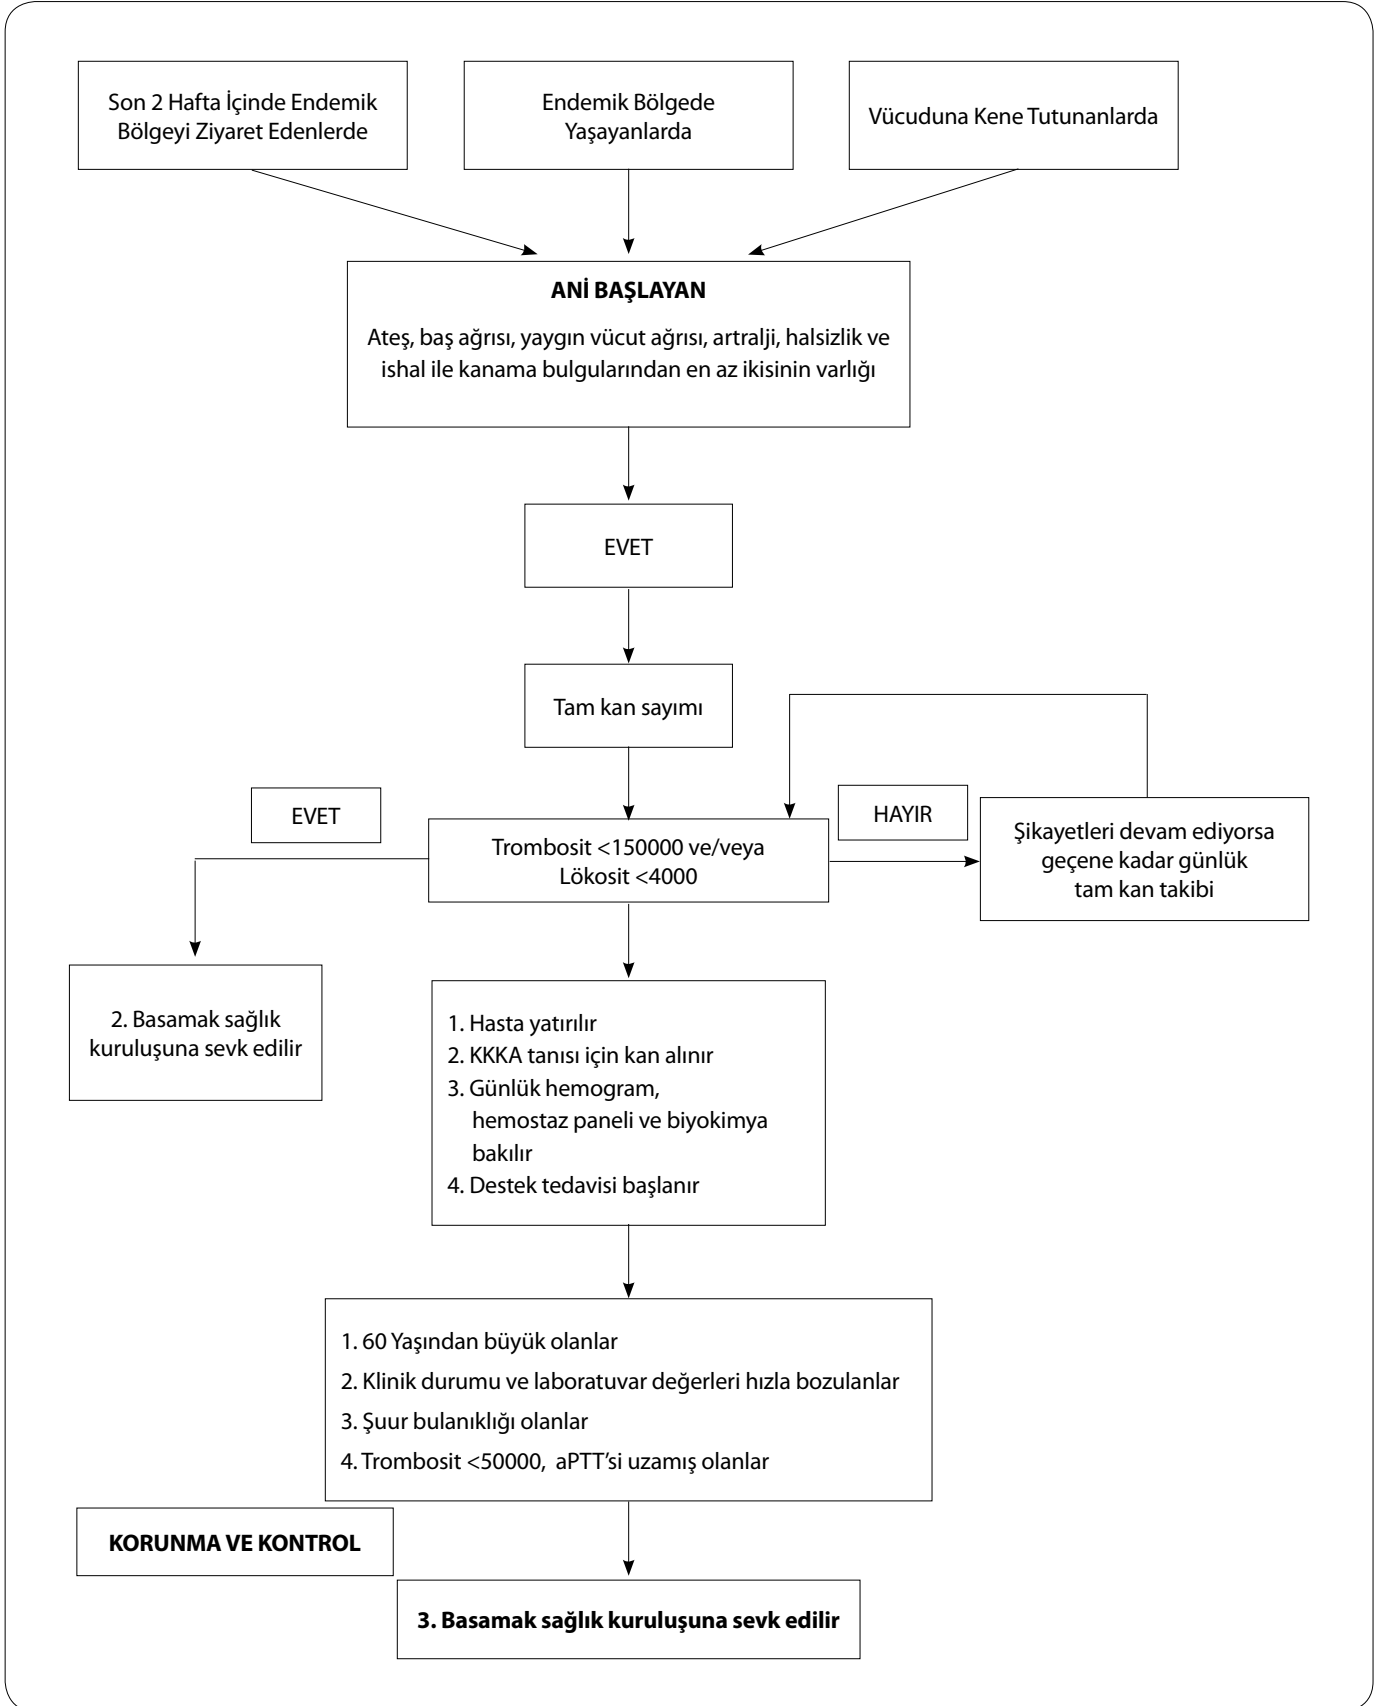 Son 2 Hafta İçinde Endemik
Bölgeyi Ziyaret Edenlerde
Endemik Bölgede
Yaşayanlarda
Vücuduna Kene Tutunanlarda
ANİ BAŞLAYAN
Ateş, baş ağrısı, yaygın vücut ağrısı, artralji, halsizlik ve
ishal ile kanama bulgularından en az ikisinin varlığı
EVET
Tam kan sayımı
EVET
Trombosit <150000 ve/veya
Lökosit <4000
HAYIR
Şikayetleri devam ediyorsa
geçene kadar günlük
tam kan takibi
2. Basamak sağlık
kuruluşuna sevk edilir
1. Hasta yatırılır
2. KKKA tanısı için kan alınır
3. Günlük hemogram,
hemostaz paneli ve biyokimya
bakılır
4. Destek tedavisi başlanır
1. 60 Yaşından büyük olanlar
2. Klinik durumu ve laboratuvar değerleri hızla bozulanlar
3. Şuur bulanıklığı olanlar
4. Trombosit <50000, aPTT’si uzamış olanlar
KORUNMA VE KONTROL
3. Basamak sağlık kuruluşuna sevk edilir